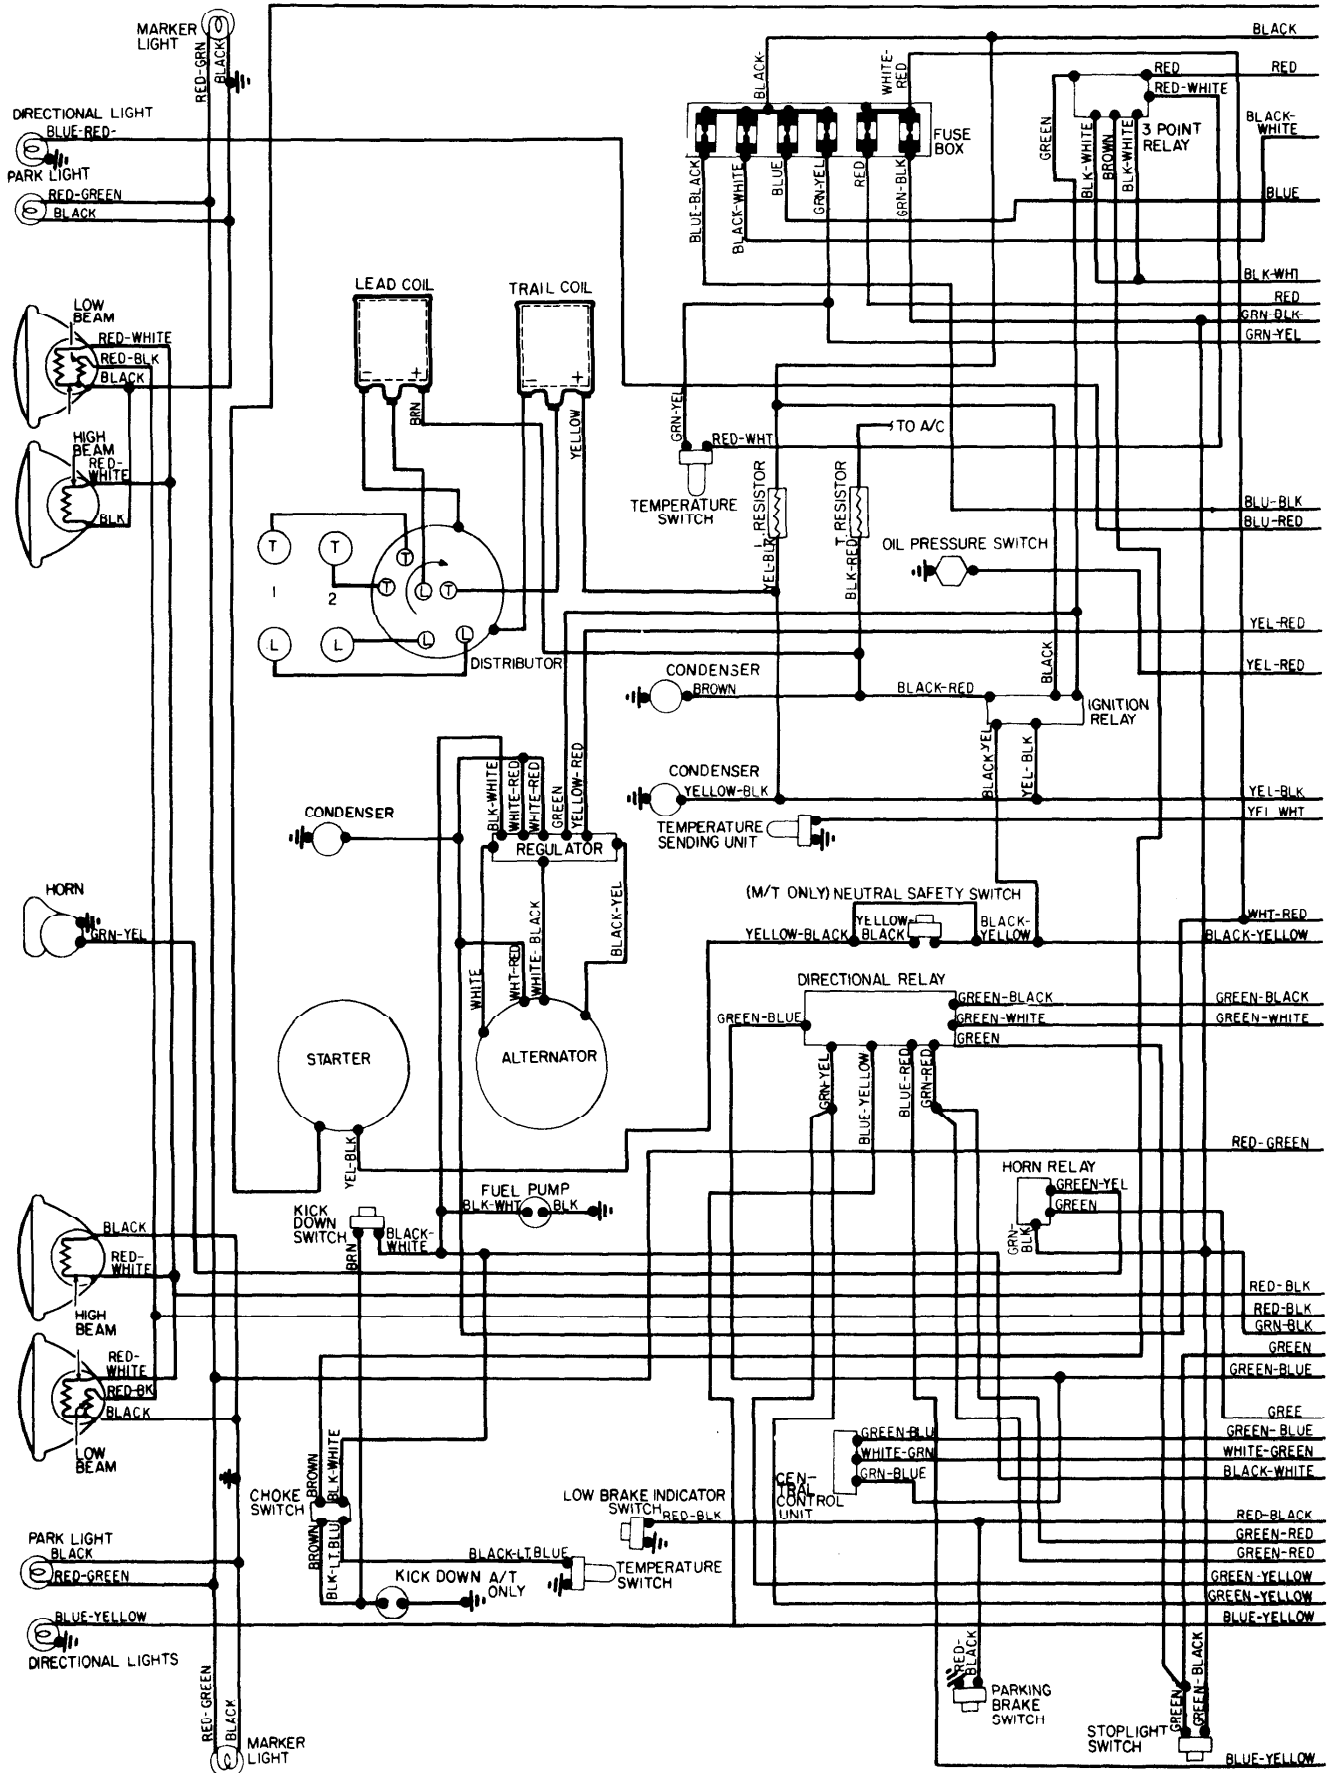 MARKER
LIGHT
RED-GRN
BLACK
DIRECTIONAL LIGHT
BLUE-RED-
PARK LIGHT
RED-GREEN
BLACK
LOW
BEAM
RED-WHITE
RED-BLK
BLACK
HIGH
BEAM
RED-
WHITE
BLK
LEAD COIL
- +
BRN
TRAIL COIL
- +
YELLOW
T T
1 2
L L
T
T L T
L L
DISTRIBUTOR
BLACK-
WHITE-
RED
FUSE
BOX
BLUE-BLACK
BLACK-WHITE
BLUE
GRN-YEL
RED
GRN-BLK
BLACK
RED
RED
RED-WHITE
GREEN
BLK-WHITE
BROWN
BLK-WHITE
3 POINT
RELAY
BLACK-
WHITE
BLUE
BLK-WHT
RED
GRN-BLK
GRN-YEL
GRN-YEL
RED-WHT
TEMPERATURE
SWITCH
TO A/C
L.RESISTOR
YEL-BLK
T.RESISTOR
BLK-RED
OIL PRESSURE SWITCH
BLU-BLK
BLU-RED
YEL-RED
YEL-RED
CONDENSER
BROWN
BLACK-RED
BLACK
IGNITION
RELAY
BLACK-YEL
YEL-BLK
CONDENSER
YELLOW-BLK
YEL-BLK
TEMPERATURE
SENDING UNIT
YEL WHT
CONDENSER
BLK-WHITE
WHITE-RED
WHITE-RED
GREEN
YELLOW-RED
REGULATOR
WHITE
WHT-RED
WHITE-BLACK
BLACK-YEL
ALTERNATOR
STARTER
YEL-BLK
HORN
GRN-YEL
(M/T ONLY) NEUTRAL SAFETY SWITCH
YELLOW-BLACK
YELLOW-
BLACK
BLACK-
YELLOW
WHT-RED
BLACK-YELLOW
DIRECTIONAL RELAY
GREEN-BLUE
GREEN-BLACK
GREEN-WHITE
GREEN
GREEN-BLACK
GREEN-WHITE
GRN-YEL
BLUE-YELLOW
BLUE-RED
GRN-RED
RED-GREEN
HORN RELAY
GREEN-YEL
GREEN
GRN-
BLK
FUEL PUMP
BLK-WHT
BLK
KICK
DOWN
SWITCH
BRN
BLACK-
WHITE
BLACK
RED-
WHITE
HIGH
BEAM
RED-
WHITE
RED-BK
BLACK
LOW
BEAM
RED-BLK
RED-BLK
GRN-BLK
GREEN
GREEN-BLUE
GREE
GREEN-BLUE
WHITE-GREEN
BLACK-WHITE
RED-BLACK
GREEN-RED
GREEN-RED
GREEN-YELLOW
GREEN-YELLOW
BLUE-YELLOW
GREEN-BLU
WHITE-GRN
GRN-BLUE
CEN-
TRAL
CONTROL
UNIT
CHOKE
SWITCH
BROWN
BLK-WHITE
BROWN
BLK-LT.BLU
LOW BRAKE INDICATOR
SWITCH
RED-BLK
BLACK-LT.BLUE
TEMPERATURE
SWITCH
KICK DOWN A/T
ONLY
PARK LIGHT
BLACK
RED-GREEN
BLUE-YELLOW
DIRECTIONAL LIGHTS
RED-GREEN
BLACK
MARKER
LIGHT
RED-
BLACK
PARKING
BRAKE
SWITCH
GREEN
GREEN-BLACK
STOPLIGHT
SWITCH
BLUE-YELLOW